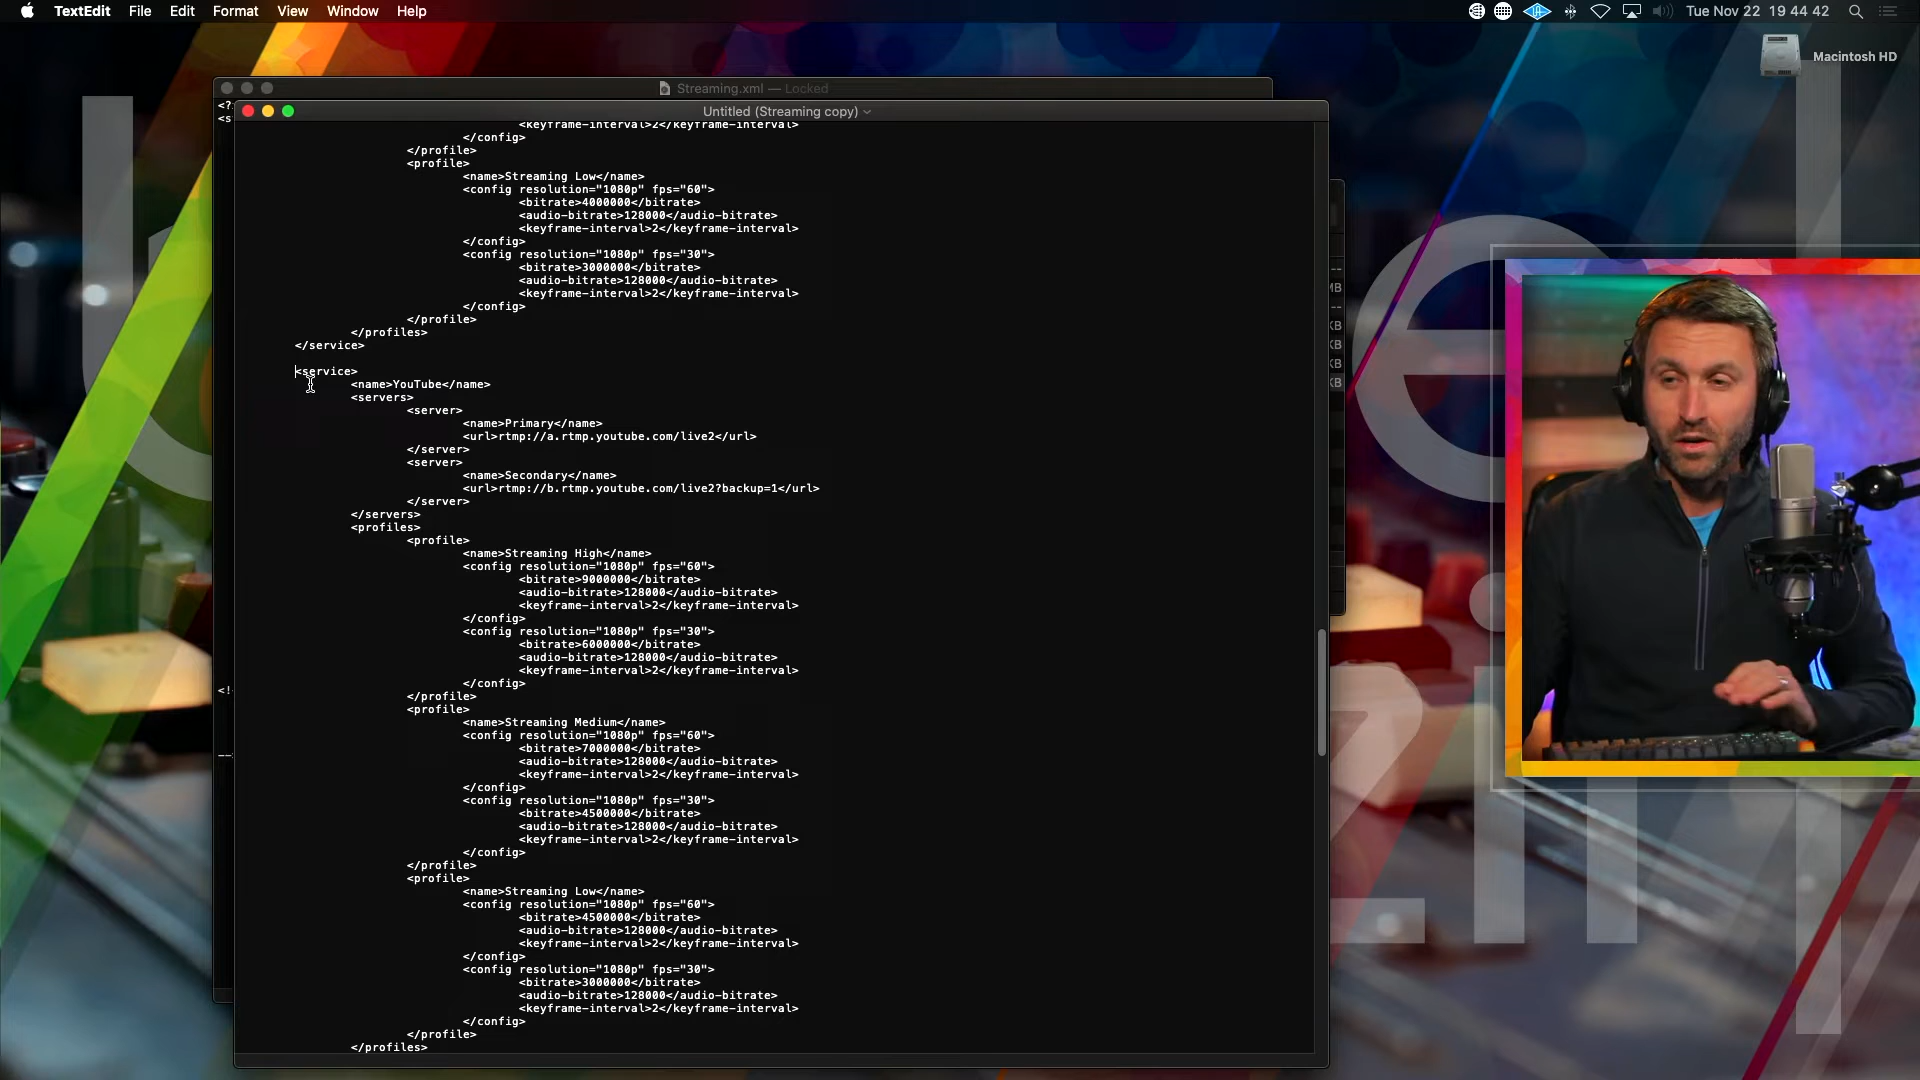 TextEdit File Edit Format View Window Help
Tue Nov 22 19 44 42
Macintosh HD
Streaming.xml — Locked
<?
<s
Untitled (Streaming copy)
<keyframe-interval>2</keyframe-interval>
</config>
</profile>
<profile>
<name>Streaming Low</name>
<config resolution="1080p" fps="60">
<bitrate>4000000</bitrate>
<audio-bitrate>128000</audio-bitrate>
<keyframe-interval>2</keyframe-interval>
</config>
<config resolution="1080p" fps="30">
<bitrate>3000000</bitrate>
<audio-bitrate>128000</audio-bitrate>
<keyframe-interval>2</keyframe-interval>
</config>
</profile>
</profiles>
</service>
<service>
<name>YouTube</name>
<servers>
<server>
<name>Primary</name>
<url>rtmp://a.rtmp.youtube.com/live2</url>
</server>
<server>
<name>Secondary</name>
<url>rtmp://b.rtmp.youtube.com/live2?backup=1</url>
</server>
</servers>
<profiles>
<profile>
<name>Streaming High</name>
<config resolution="1080p" fps="60">
<bitrate>9000000</bitrate>
<audio-bitrate>128000</audio-bitrate>
<keyframe-interval>2</keyframe-interval>
</config>
<config resolution="1080p" fps="30">
<bitrate>6000000</bitrate>
<audio-bitrate>128000</audio-bitrate>
<keyframe-interval>2</keyframe-interval>
</config>
</profile>
<profile>
<name>Streaming Medium</name>
<config resolution="1080p" fps="60">
<bitrate>7000000</bitrate>
<audio-bitrate>128000</audio-bitrate>
<keyframe-interval>2</keyframe-interval>
</config>
<config resolution="1080p" fps="30">
<bitrate>4500000</bitrate>
<audio-bitrate>128000</audio-bitrate>
<keyframe-interval>2</keyframe-interval>
</config>
</profile>
<profile>
<name>Streaming Low</name>
<config resolution="1080p" fps="60">
<bitrate>4500000</bitrate>
<audio-bitrate>128000</audio-bitrate>
<keyframe-interval>2</keyframe-interval>
</config>
<config resolution="1080p" fps="30">
<bitrate>3000000</bitrate>
<audio-bitrate>128000</audio-bitrate>
<keyframe-interval>2</keyframe-interval>
</config>
</profile>
</profiles>
<!
--
--
MB
--
KB
KB
KB
KB